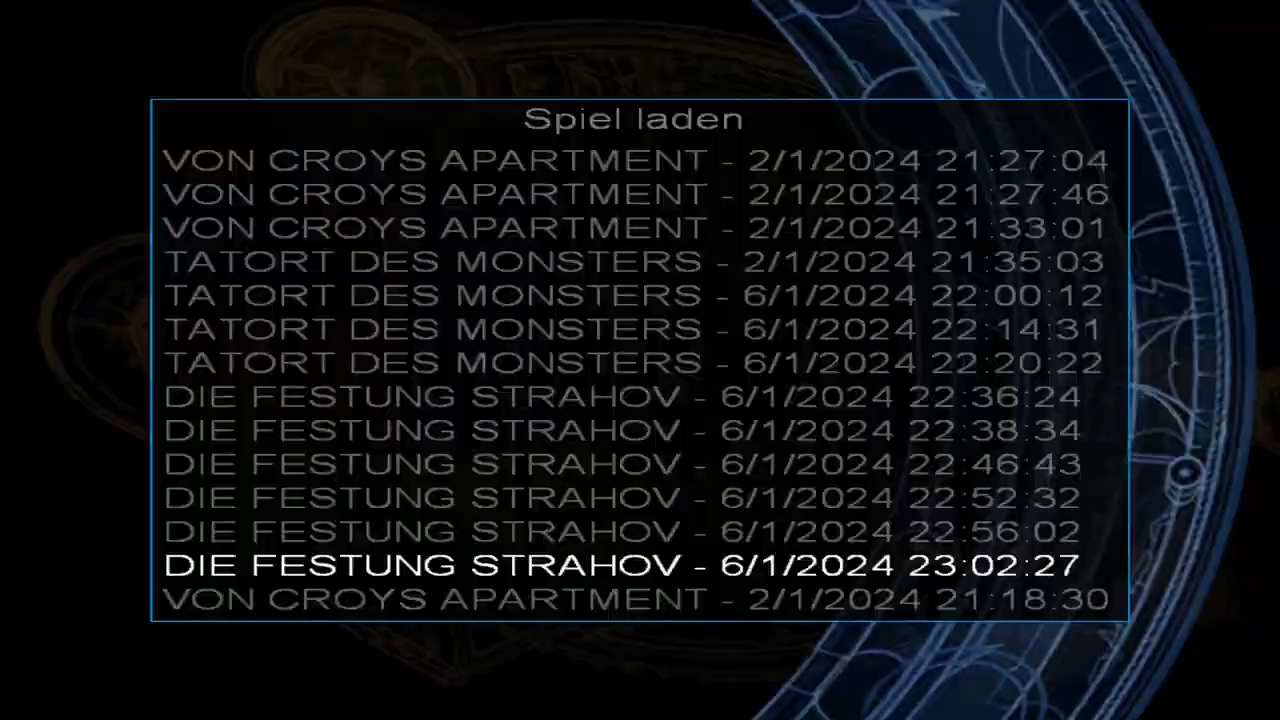 Spiel laden
VON CROYS APARTMENT - 2/1/2024 21:27:04
VON CROYS APARTMENT - 2/1/2024 21:27:46
VON CROYS APARTMENT - 2/1/2024 21:33:01
TATORT DES MONSTERS - 2/1/2024 21:35:03
TATORT DES MONSTERS - 6/1/2024 22:00:12
TATORT DES MONSTERS - 6/1/2024 22:14:31
TATORT DES MONSTERS - 6/1/2024 22:20:22
DIE FESTUNG STRAHOV - 6/1/2024 22:36:24
DIE FESTUNG STRAHOV - 6/1/2024 22:38:34
DIE FESTUNG STRAHOV - 6/1/2024 22:46:43
DIE FESTUNG STRAHOV - 6/1/2024 22:52:32
DIE FESTUNG STRAHOV - 6/1/2024 22:56:02
DIE FESTUNG STRAHOV - 6/1/2024 23:02:27
VON CROYS APARTMENT - 2/1/2024 21:18:30